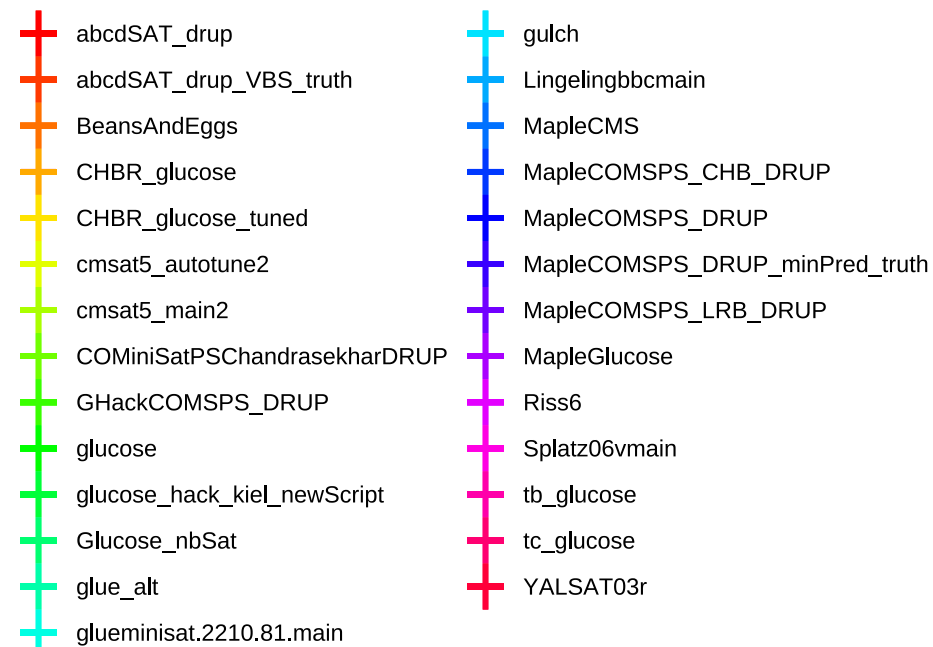 abcdSAT_drup
abcdSAT_drup_VBS_truth
BeansAndEggs
CHBR_glucose
CHBR_glucose_tuned
cmsat5_autotune2
cmsat5_main2
COMiniSatPSChandrasekharDRUP
GHackCOMSPS_DRUP
glucose
glucose_hack_kiel_newScript
Glucose_nbSat
glue_alt
glueminisat.2210.81.main
gulch
Lingelingbbcmain
MapleCMS
MapleCOMSPS_CHB_DRUP
MapleCOMSPS_DRUP
MapleCOMSPS_DRUP_minPred_truth
MapleCOMSPS_LRB_DRUP
MapleGlucose
Riss6
Splatz06vmain
tb_glucose
tc_glucose
YALSAT03r